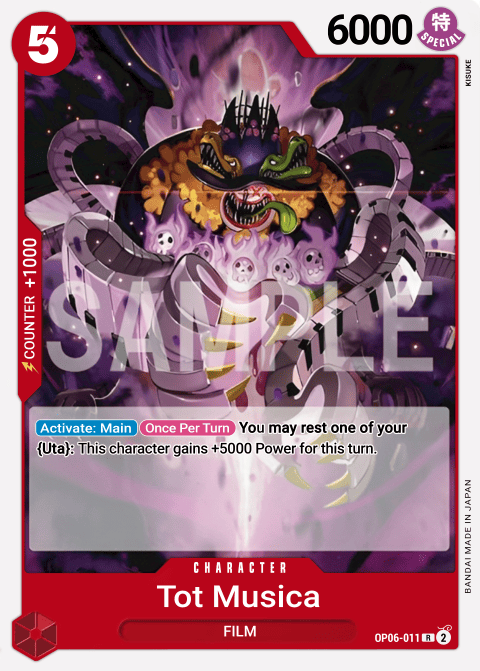 5
6000
特
SPECIAL
KISUKE
COUNTER +1000
SAMPLE
Activate: Main Once Per Turn You may rest one of your
{Uta}: This character gains +5000 Power for this turn.
CHARACTER
Tot Musica
FILM
OP06-011 R 2
BANDAI MADE IN JAPAN